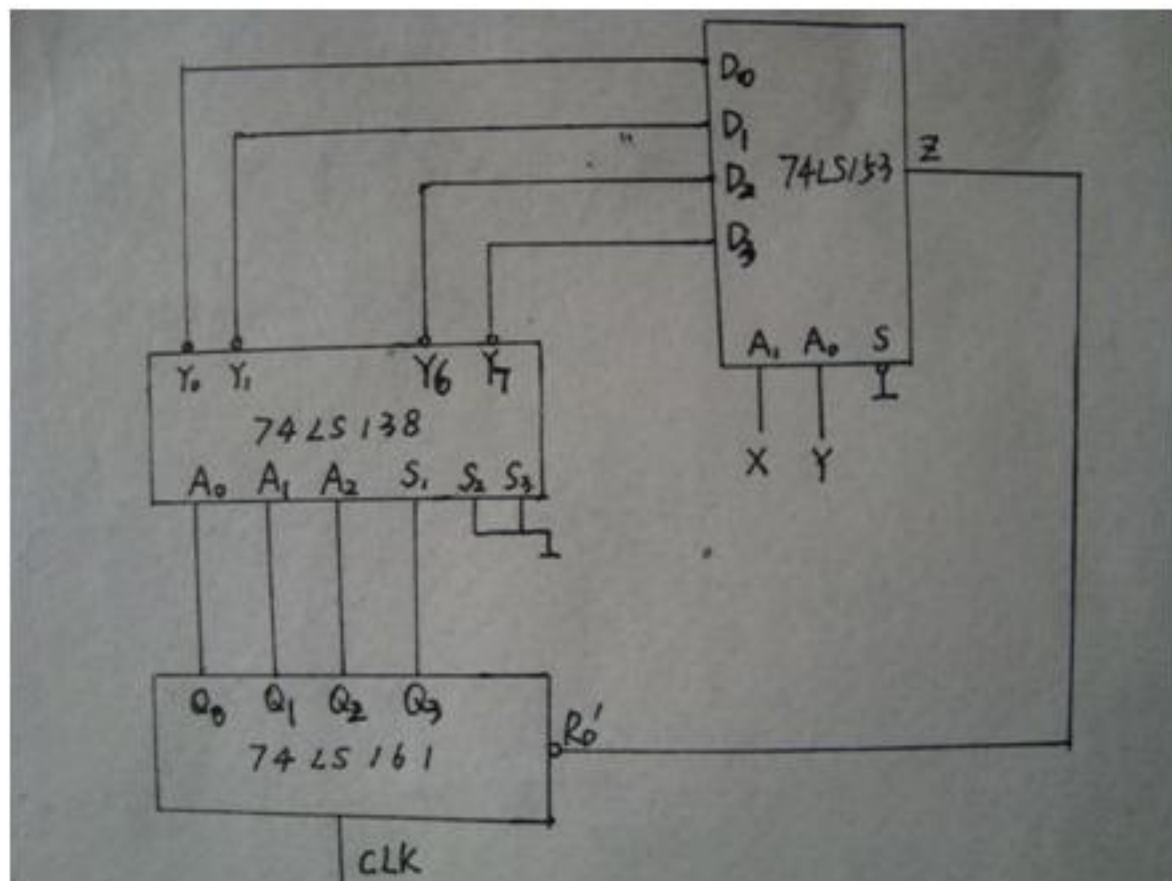 D0
D1
D2
D3
74LS153
Z
A1 A0 S
X Y
Y0 Y1 Y6 Y7
74LS138
A0 A1 A2 S1 S2 S3
Q0 Q1 Q2 Q3
74LS161
R0'
CLK